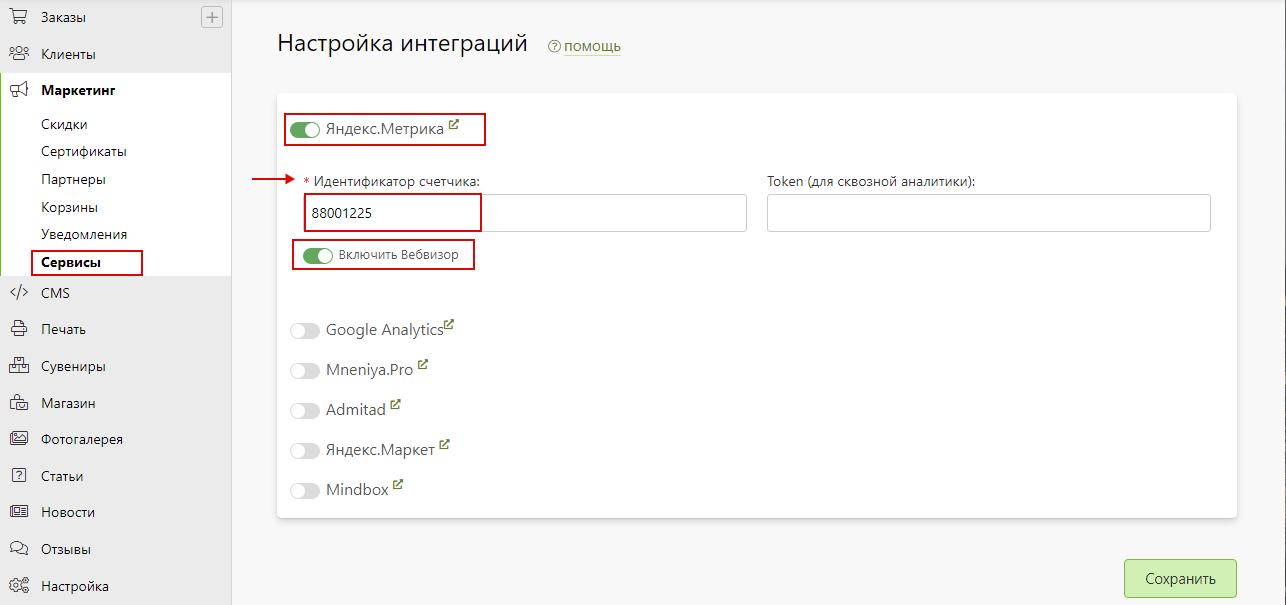 Заказы
Клиенты
Маркетинг
Скидки
Сертификаты
Партнеры
Корзины
Уведомления
Сервисы
CMS
Печать
Сувениры
Магазин
Фотогалерея
Статьи
Новости
Отзывы
Настройка
Настройка интеграций ? помощь
Яндекс.Метрика
* Идентификатор счетчика: Token (для сквозной аналитики):
88001225
Включить Вебвизор
Google Analytics
Mneniya.Pro
Admitad
Яндекс.Маркет
Mindbox
Сохранить